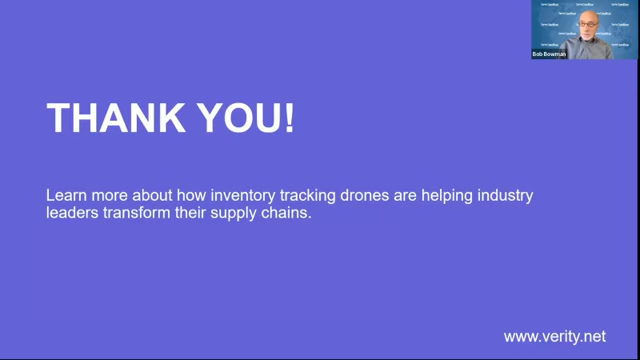 Bob Bowman
THANK YOU!
Learn more about how inventory tracking drones are helping industry
leaders transform their supply chains.
www.verity.net